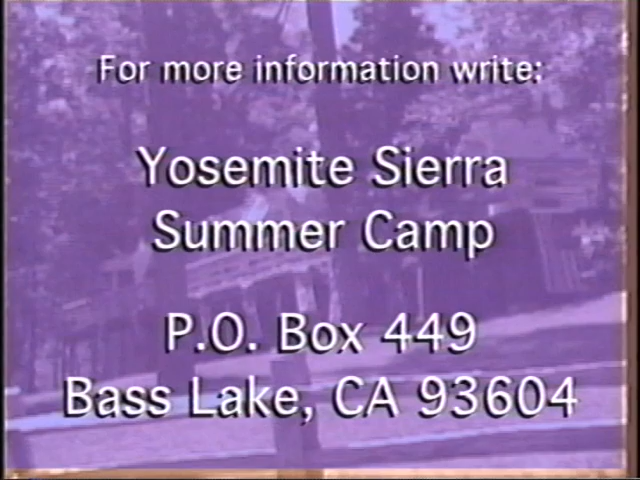 For more information write:
Yosemite Sierra
Summer Camp
P.O. Box 449
Bass Lake, CA 93604